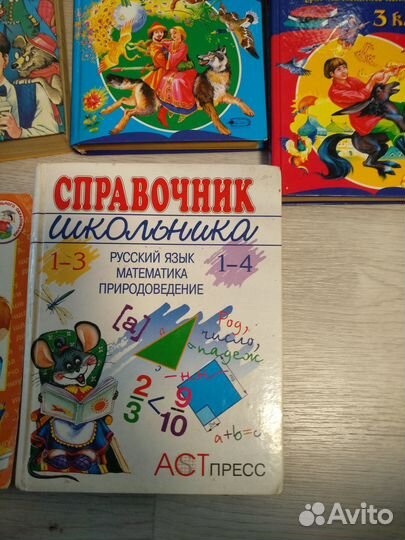 3 к
СПРАВОЧНИК
школьника
1-3 РУССКИЙ ЯЗЫК 1-4
МАТЕМАТИКА
ПРИРОДОВЕДЕНИЕ
[a]
Род,
число,
падеж
2/3 < 9/10
a+b=c
АСТ ПРЕСС
Avito